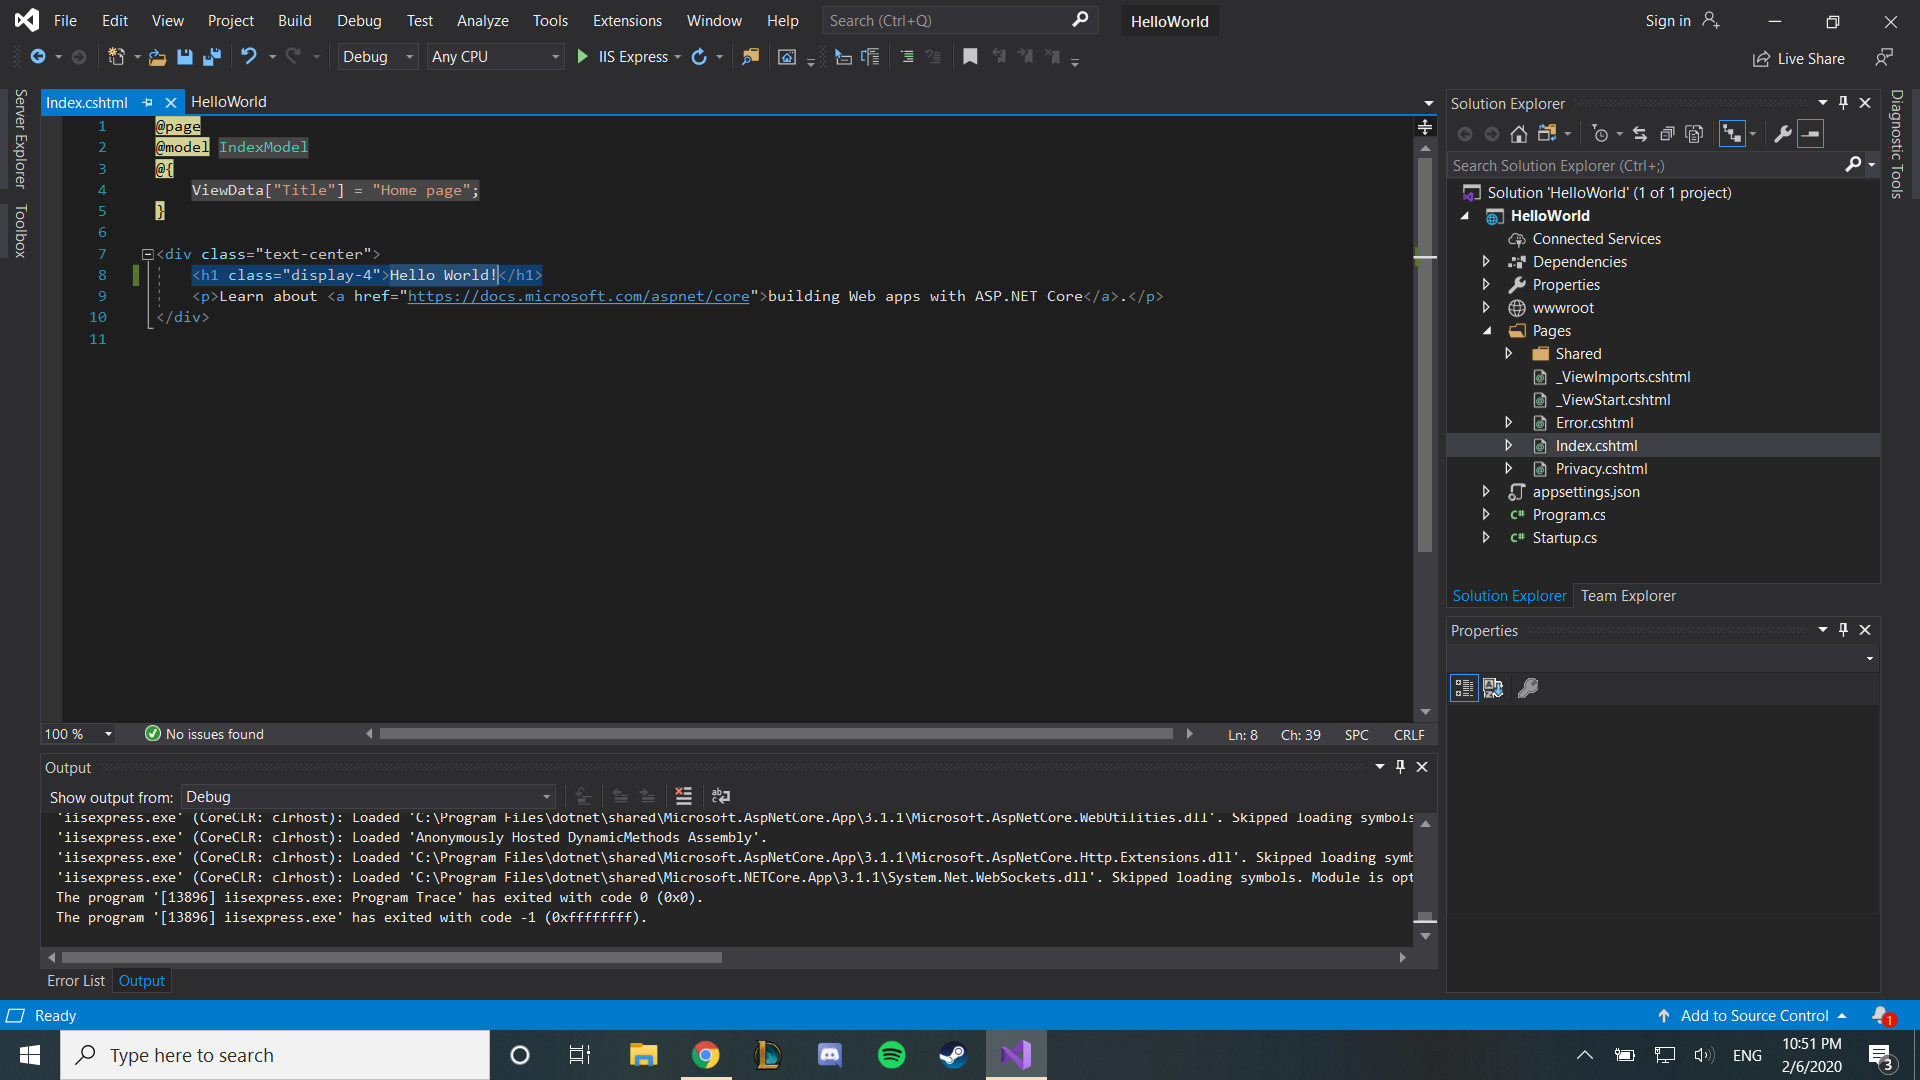 File Edit View Project Build Debug Test Analyze Tools Extensions Window Help Search (Ctrl+Q) HelloWorld Sign in
Debug Any CPU IIS Express Live Share
Server Explorer
Toolbox
Index.cshtml HelloWorld
1 @page
2 @model IndexModel
3 @{
4 ViewData["Title"] = "Home page";
5 }
6
7 <div class="text-center">
8 <h1 class="display-4">Hello World!</h1>
9 <p>Learn about <a href="https://docs.microsoft.com/aspnet/core">building Web apps with ASP.NET Core</a>.</p>
10 </div>
11
100 % No issues found Ln: 8 Ch: 39 SPC CRLF
Output
Show output from: Debug
'iisexpress.exe' (CoreCLR: clrhost): Loaded 'C:\Program Files\dotnet\shared\Microsoft.AspNetCore.App\3.1.1\Microsoft.AspNetCore.WebUtilities.dll'. Skipped loading symbols
'iisexpress.exe' (CoreCLR: clrhost): Loaded 'Anonymously Hosted DynamicMethods Assembly'.
'iisexpress.exe' (CoreCLR: clrhost): Loaded 'C:\Program Files\dotnet\shared\Microsoft.AspNetCore.App\3.1.1\Microsoft.AspNetCore.Http.Extensions.dll'. Skipped loading symb
'iisexpress.exe' (CoreCLR: clrhost): Loaded 'C:\Program Files\dotnet\shared\Microsoft.NETCore.App\3.1.1\System.Net.WebSockets.dll'. Skipped loading symbols. Module is opt
The program '[13896] iisexpress.exe: Program Trace' has exited with code 0 (0x0).
The program '[13896] iisexpress.exe' has exited with code -1 (0xffffffff).
Error List Output
Solution Explorer
Search Solution Explorer (Ctrl+;)
Solution 'HelloWorld' (1 of 1 project)
HelloWorld
Connected Services
Dependencies
Properties
wwwroot
Pages
Shared
_ViewImports.cshtml
_ViewStart.cshtml
Error.cshtml
Index.cshtml
Privacy.cshtml
appsettings.json
C# Program.cs
C# Startup.cs
Solution Explorer Team Explorer
Properties
Diagnostic Tools
Ready Add to Source Control 1
Type here to search ENG 10:51 PM
2/6/2020 3